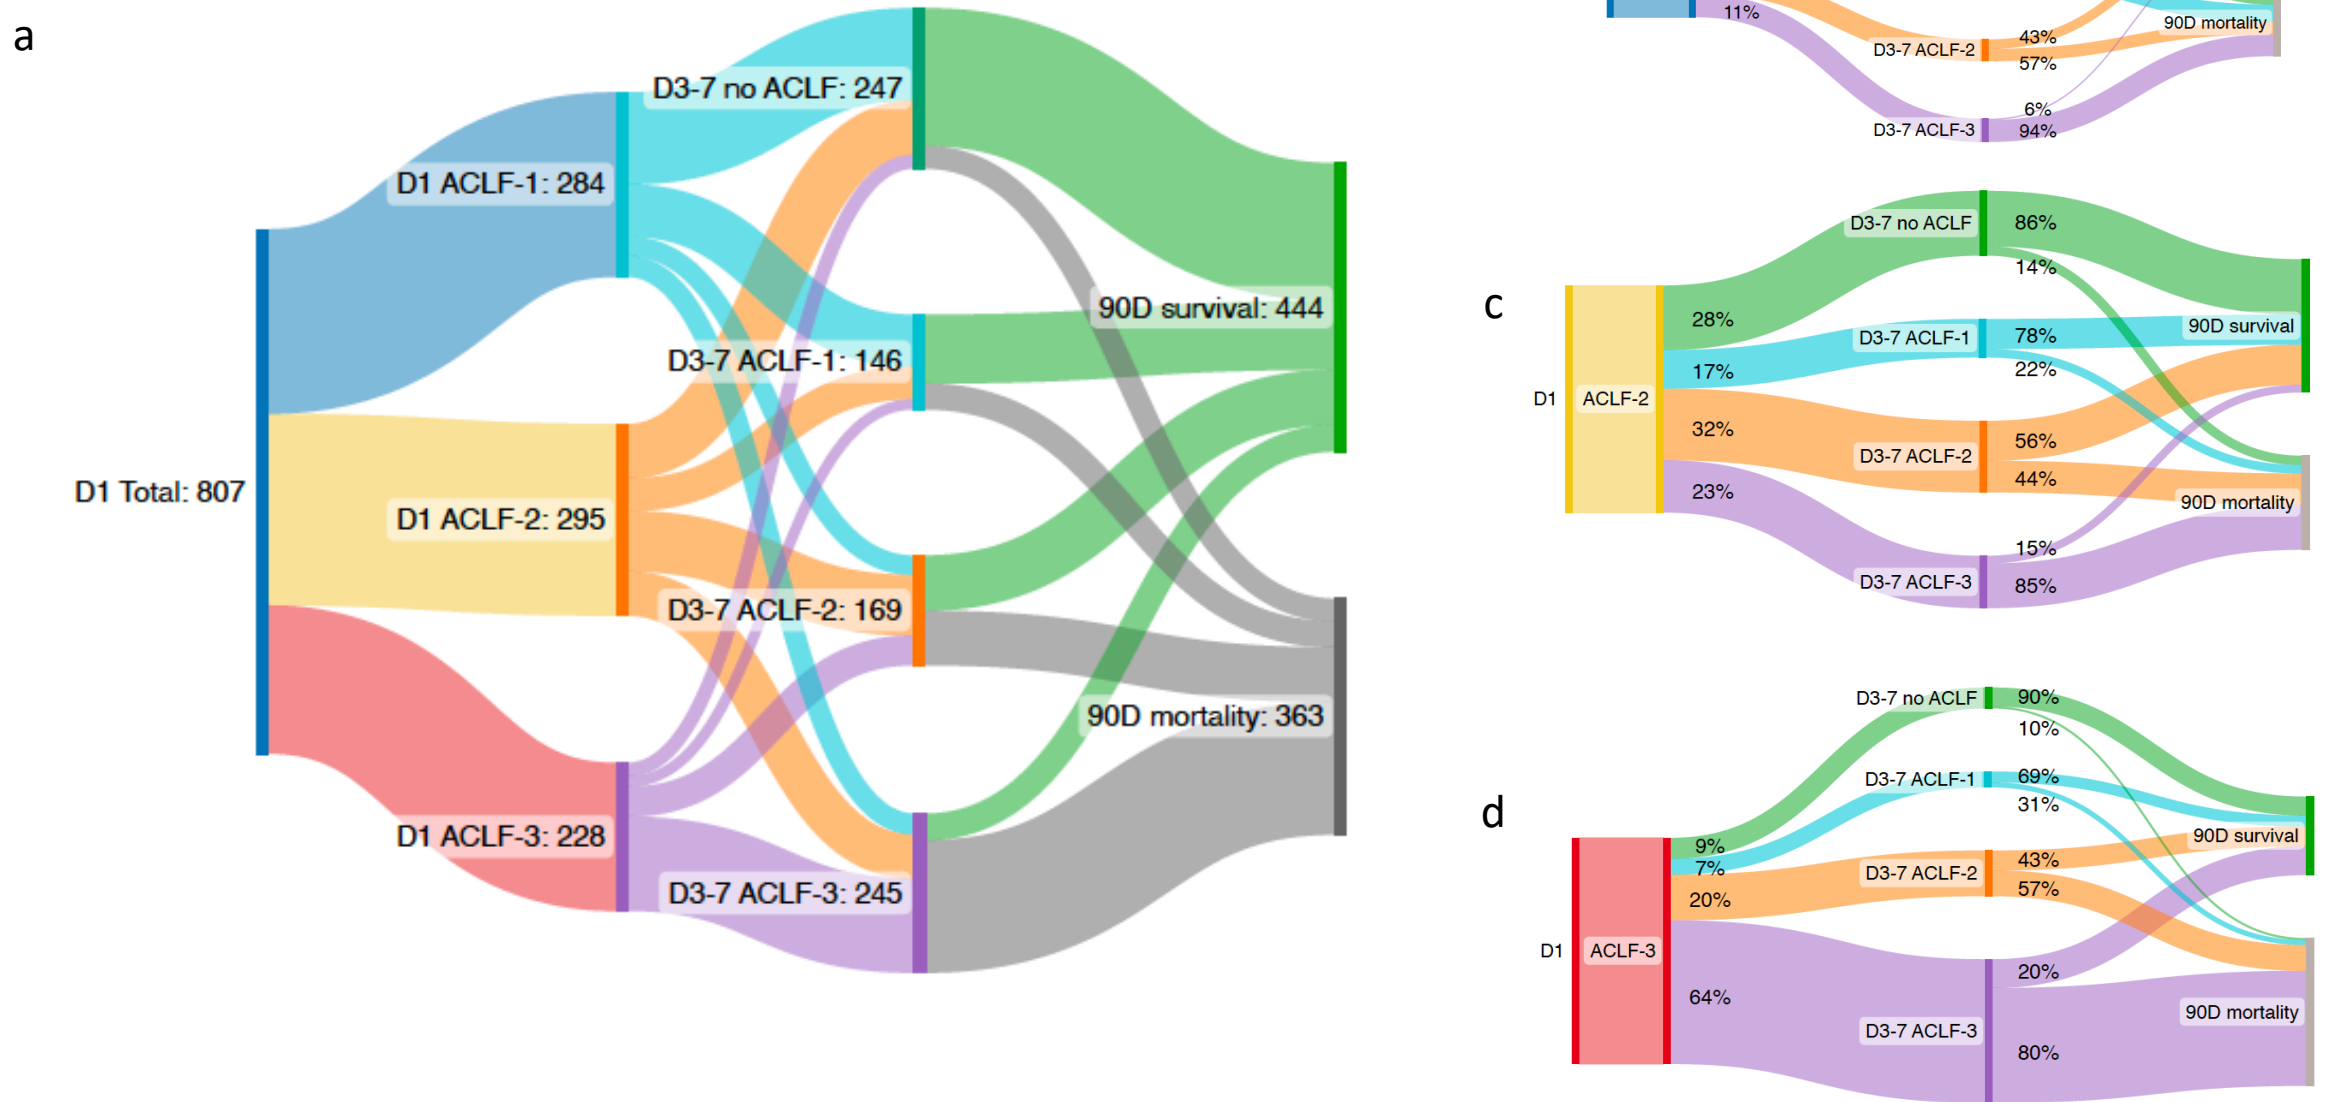 a
D3-7 no ACLF: 247
D1 ACLF-1: 284
90D survival: 444
D3-7 ACLF-1: 146
D1 Total: 807
D1 ACLF-2: 295
D3-7 ACLF-2: 169
90D mortality: 363
D1 ACLF-3: 228
D3-7 ACLF-3: 245
11%
90D mortality
D3-7 ACLF-2
43%
57%
D3-7 ACLF-3
6%
94%
c
D1
ACLF-2
28%
17%
32%
23%
D3-7 no ACLF
86%
14%
D3-7 ACLF-1
78%
22%
D3-7 ACLF-2
56%
44%
D3-7 ACLF-3
15%
85%
90D survival
90D mortality
d
D1
ACLF-3
9%
7%
20%
64%
D3-7 no ACLF
90%
10%
D3-7 ACLF-1
69%
31%
D3-7 ACLF-2
43%
57%
D3-7 ACLF-3
20%
80%
90D survival
90D mortality